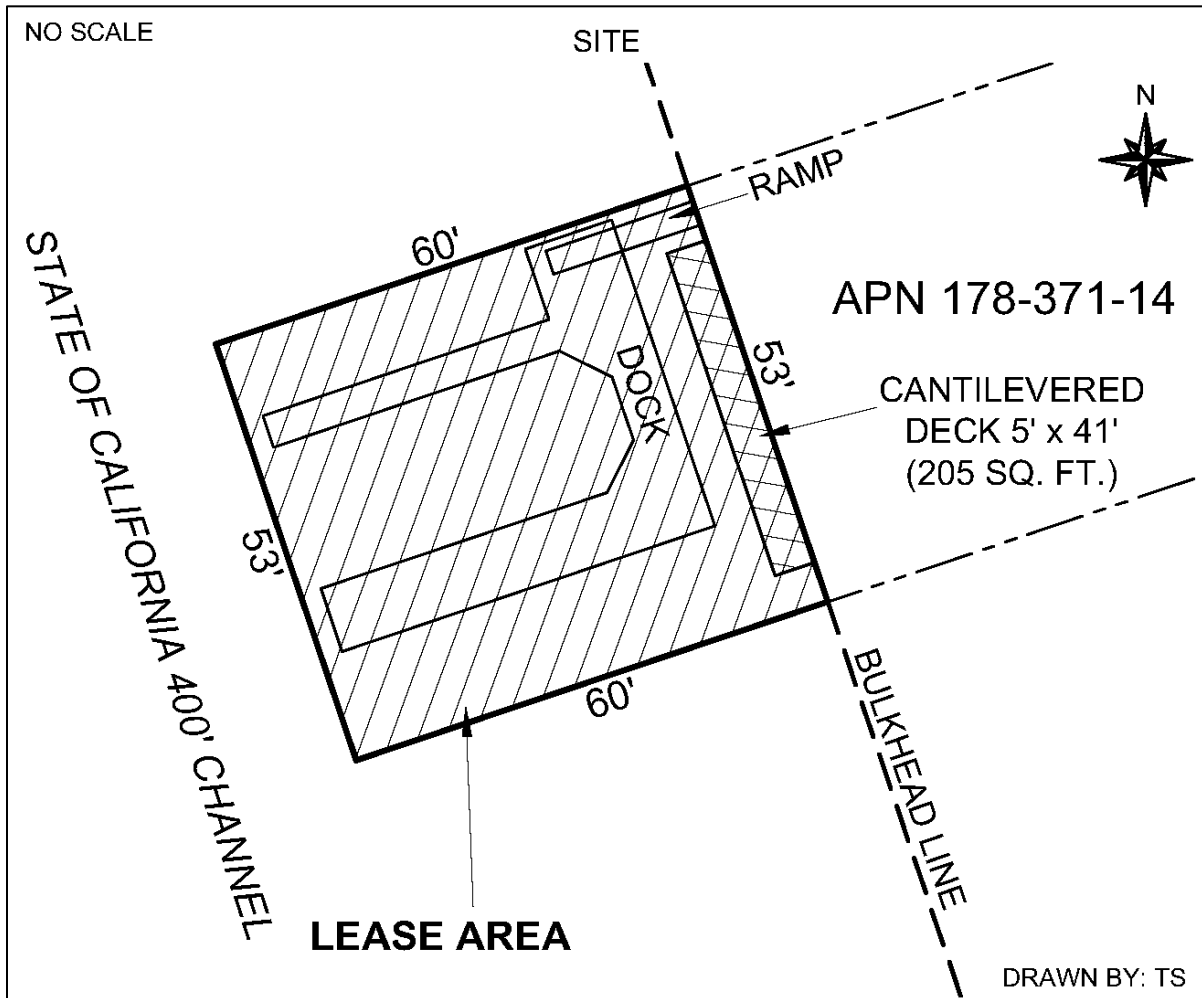 NO SCALE
SITE
N
RAMP
60'
STATE OF CALIFORNIA 400' CHANNEL
APN 178-371-14
DOCK
53'
CANTILEVERED
DECK 5' x 41'
(205 SQ. FT.)
53'
60'
BULKHEAD LINE
LEASE AREA
DRAWN BY: TS